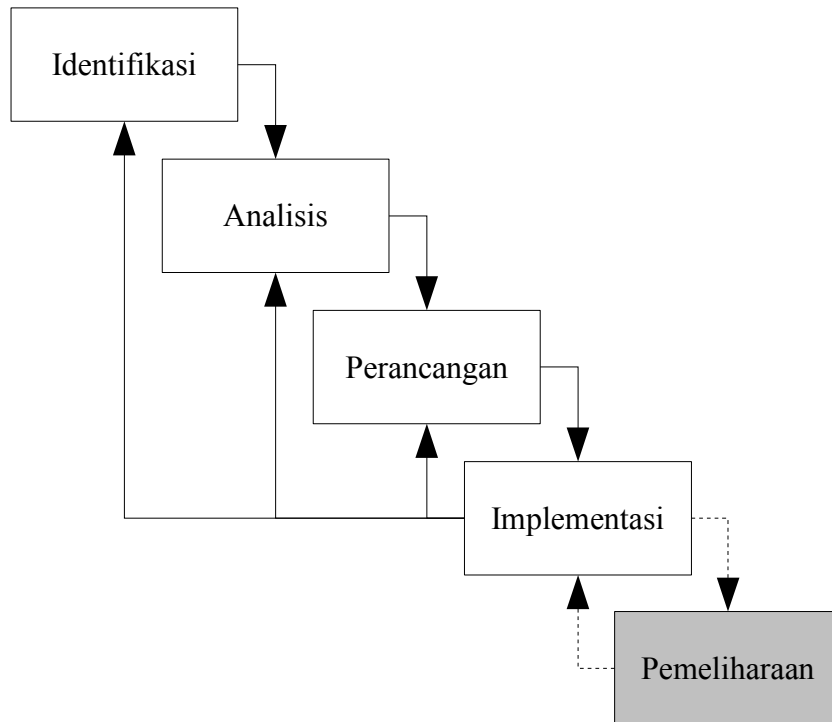 Identifikasi
Analisis
Perancangan
Implementasi
Pemeliharaan